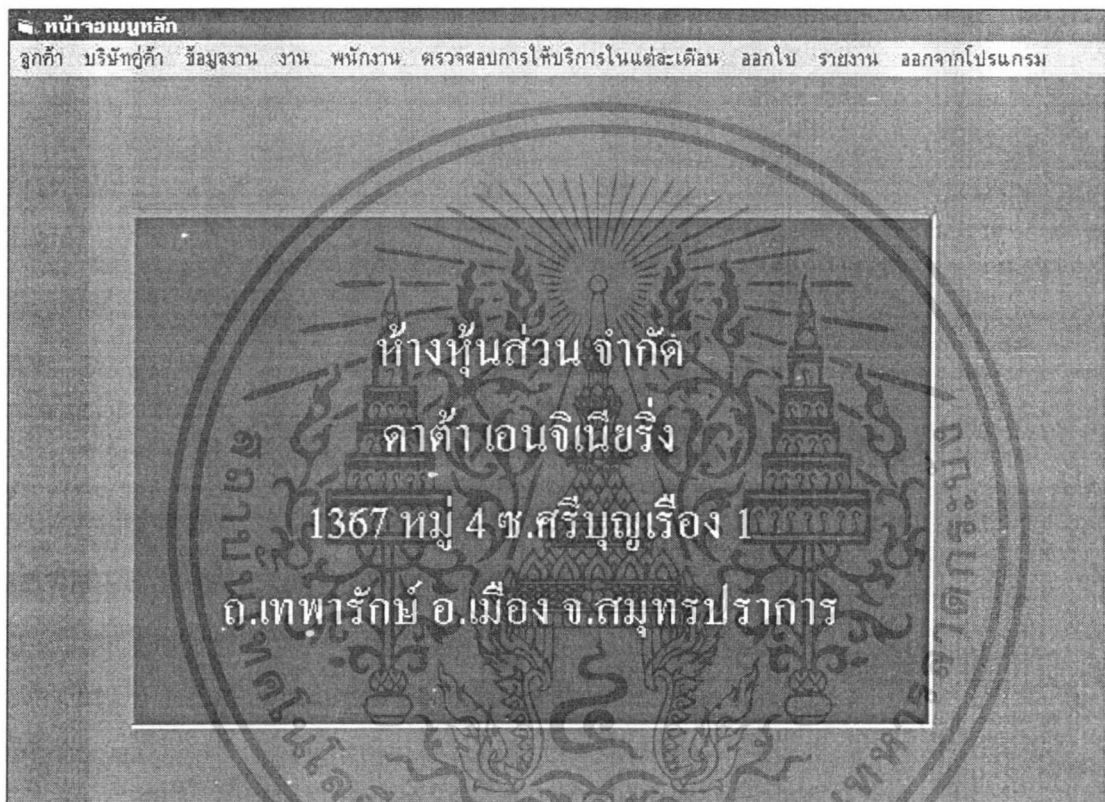 หน้าจอเมนูหลัก
ลูกค้า บริษัทคู่ค้า ข้อมูลงาน งาน พนักงาน ตรวจสอบการให้บริการในแต่ละเดือน ออกใบ รายงาน ออกจากโปรแกรม
ห้างหุ้นส่วน จำกัด
ดาต้า เอนจิเนียริ่ง
1367 หมู่ 4 ซ.ศรีบุญเรือง 1
ถ.เทพารักษ์ อ.เมือง จ.สมุทรปราการ